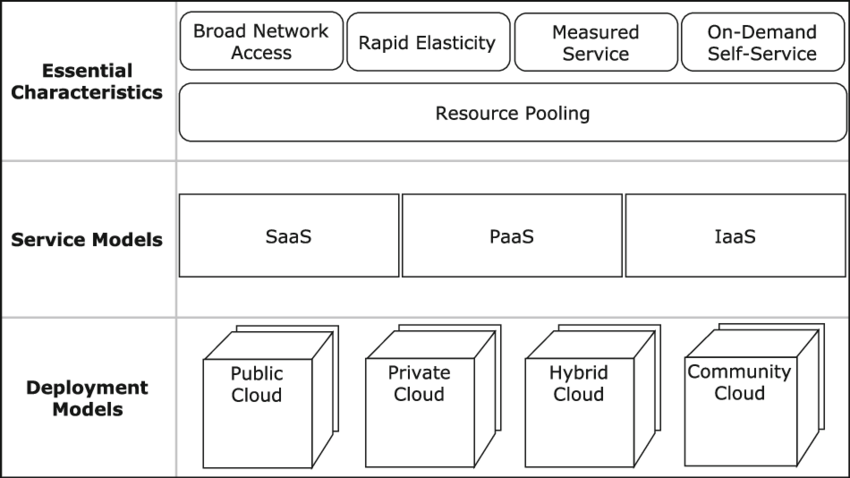 Essential
Characteristics
Broad Network
Access
Rapid Elasticity
Measured
Service
On-Demand
Self-Service
Resource Pooling
Service Models
SaaS
PaaS
IaaS
Deployment
Models
Public
Cloud
Private
Cloud
Hybrid
Cloud
Community
Cloud